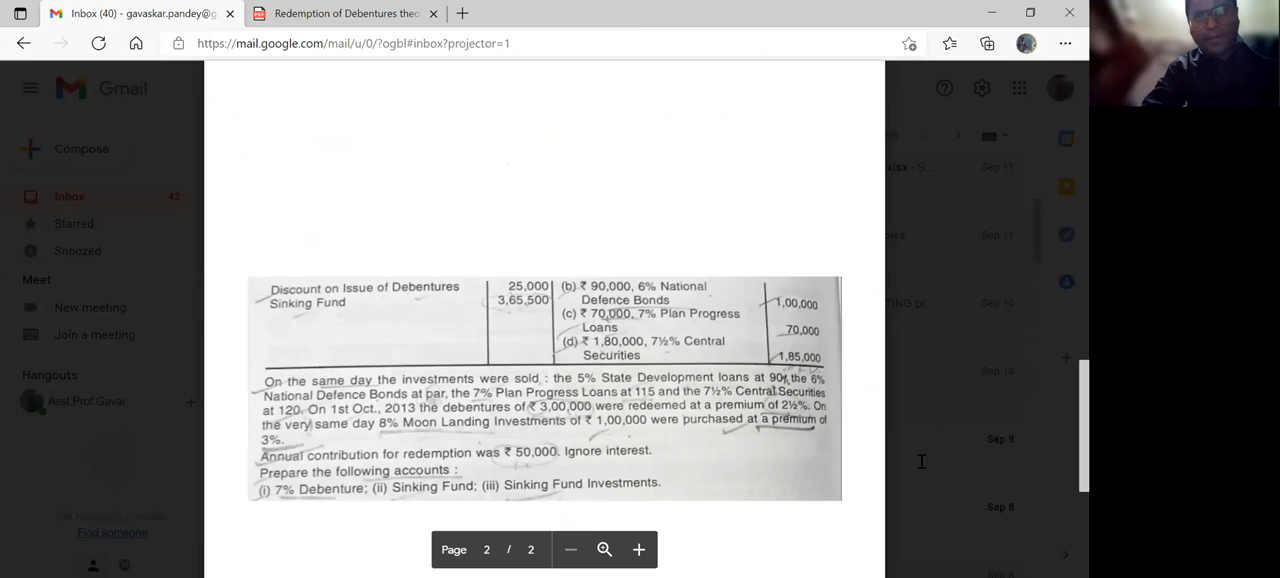 Inbox (40) - gavaskar.pandey@g
Redemption of Debentures theo
https://mail.google.com/mail/u/0/?ogbl#inbox?projector=1
Gmail
Compose
Inbox 42
Starred
Snoozed
Meet
New meeting
Join a meeting
Hangouts
Asst.Prof.Gavai
Find someone
xlsx - S... Sep 11
Sep 11
Sep 10
Sep 10
Sep 9
Sep 8
Discount on Issue of Debentures 25,000 (b) ₹ 90,000, 6% National
Sinking Fund 3,65,500 Defence Bonds 1,00,000
(c) ₹ 70,000, 7% Plan Progress
Loans 70,000
(d) ₹ 1,80,000, 7½% Central
Securities 1,85,000
On the same day the investments were sold : the 5% State Development loans at 90%, the 6%
National Defence Bonds at par, the 7% Plan Progress Loans at 115 and the 7½% Central Securities
at 120. On 1st Oct., 2013 the debentures of ₹ 3,00,000 were redeemed at a premium of 2½%. On
the very same day 8% Moon Landing Investments of ₹ 1,00,000 were purchased at a premium of
3%.
Annual contribution for redemption was ₹ 50,000. Ignore interest.
Prepare the following accounts :
(i) 7% Debenture; (ii) Sinking Fund; (iii) Sinking Fund Investments.
Page 2 / 2